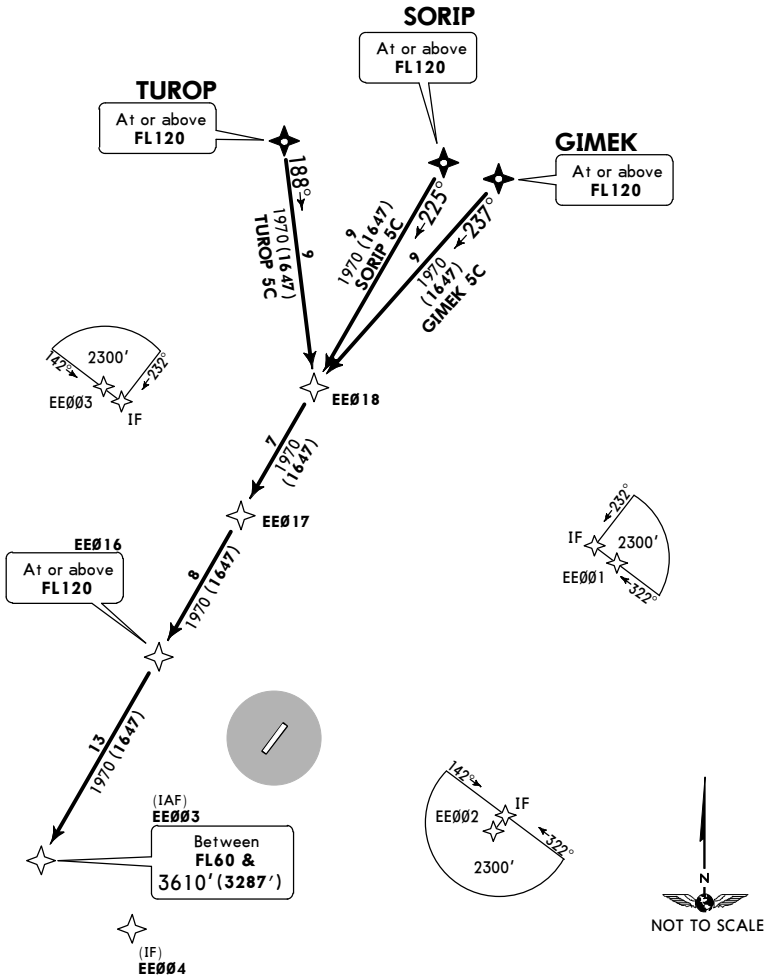 SORIP
At or above
FL120
TUROP
At or above
FL120
GIMEK
At or above
FL120
188°
9
1970 (1647)
TUROP 5C
225°
9
1970 (1647)
SORIP 5C
237°
9
1970
(1647)
GIMEK 5C
2300'
142°
232°
EEØØ3
IF
EEØ18
7
1970
(1647)
EEØ17
232°
IF
2300'
EEØØ1
322°
EEØ16
At or above
FL120
8
1970 (1647)
13
1970 (1647)
(IAF)
EEØØ3
Between
FL60 &
3610' (3287')
142°
IF
EEØØ2
322°
2300'
(IF)
EEØØ4
N
NOT TO SCALE